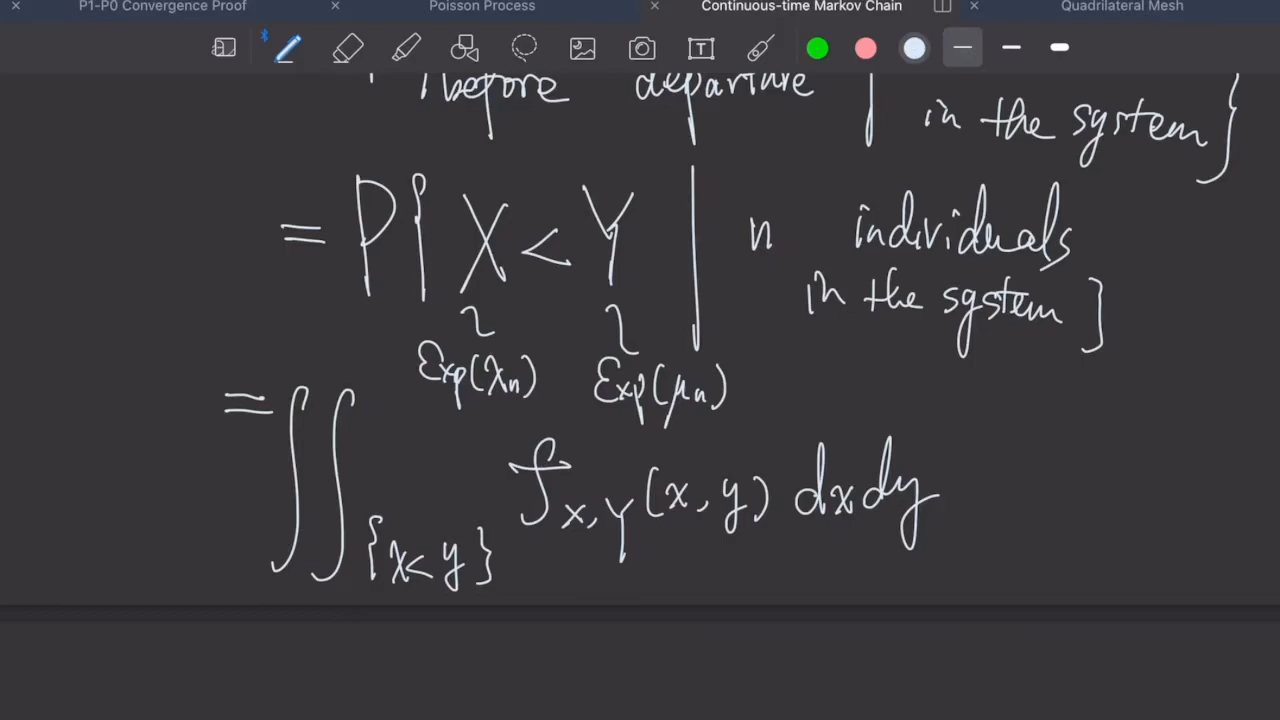 P1-P0 Convergence Proof Poisson Process Continuous-time Markov Chain Quadrilateral Mesh
before departure
in the system}
= P{ X < Y | n individuals
in the system}
~ ~
Exp(λn) Exp(μn)
= ∬{x<y} fX,Y(x,y) dxdy